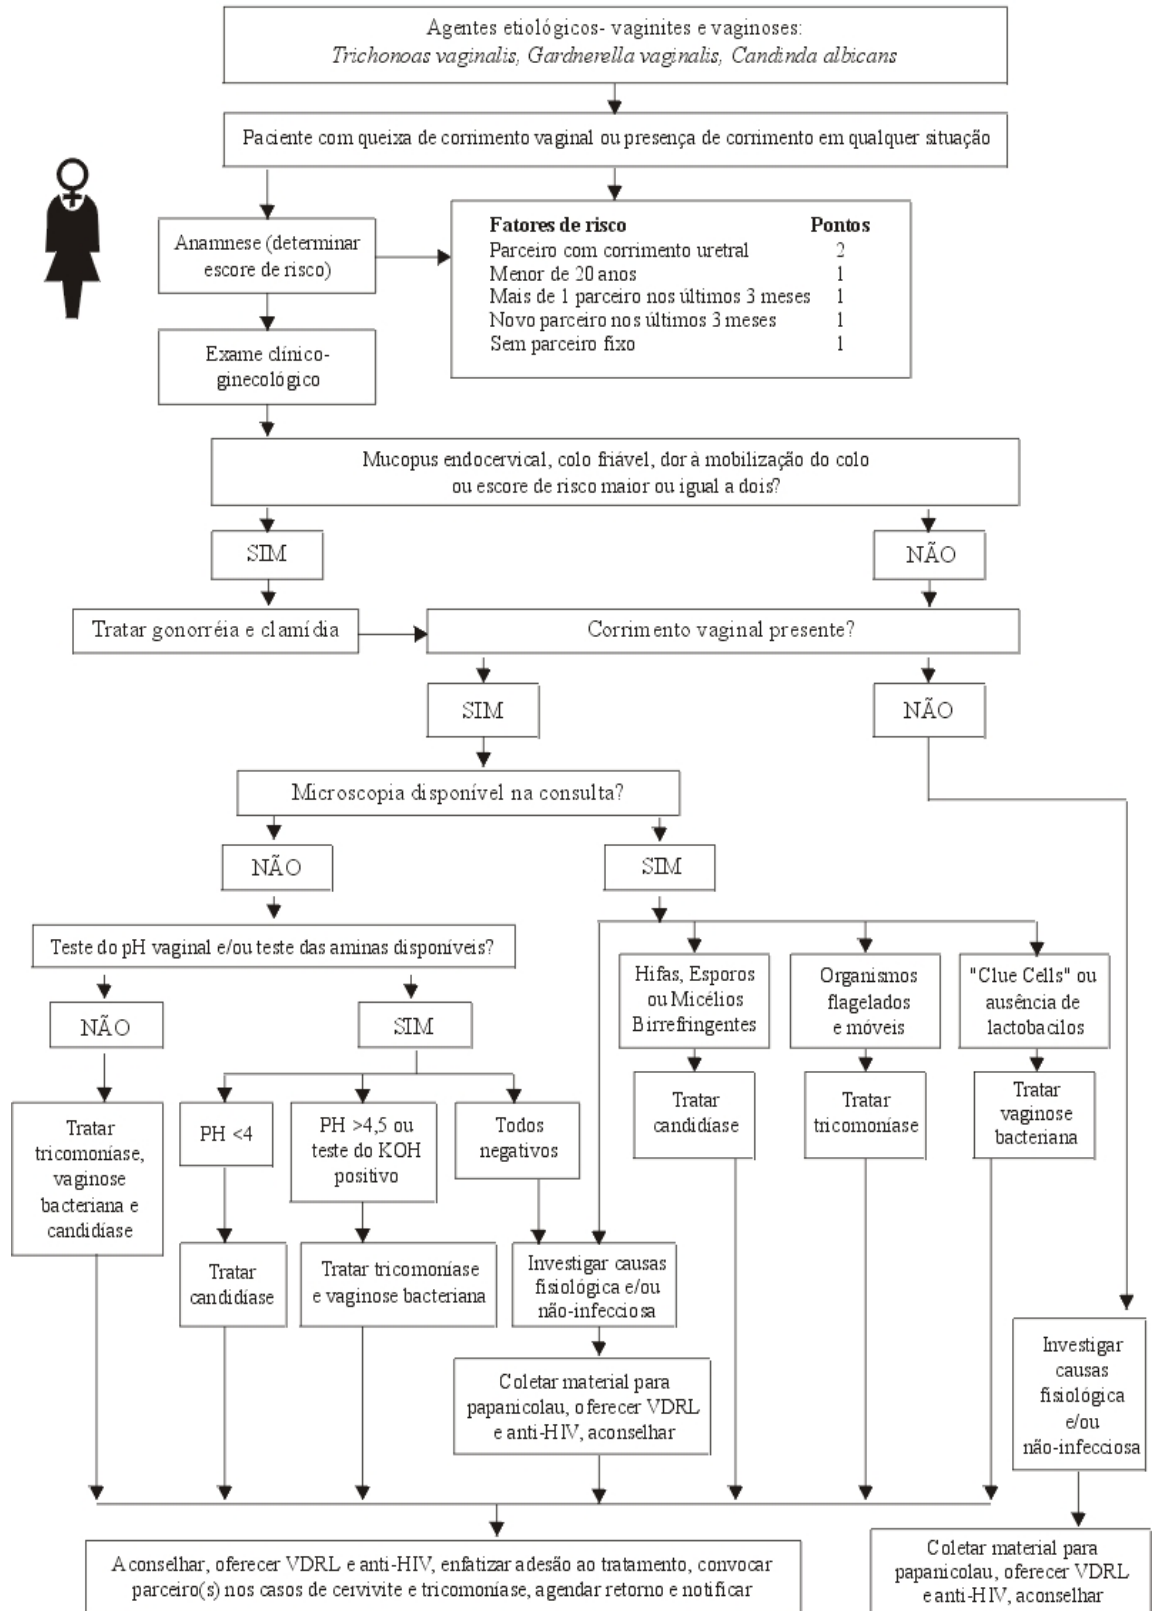 Agentes etiológicos- vaginites e vaginoses:
Trichonoas vaginalis, Gardnerella vaginalis, Candinda albicans
Paciente com queixa de corrimento vaginal ou presença de corrimento em qualquer situação
Anamnese (determinar
escore de risco)
Fatores de risco Pontos
Parceiro com corrimento uretral 2
Menor de 20 anos 1
Mais de 1 parceiro nos últimos 3 meses 1
Novo parceiro nos últimos 3 meses 1
Sem parceiro fixo 1
Exame clínico-
ginecológico
Mucopus endocervical, colo friável, dor à mobilização do colo
ou escore de risco maior ou igual a dois?
SIM
NÃO
Tratar gonorréia e clamídia
Corrimento vaginal presente?
SIM
NÃO
Microscopia disponível na consulta?
NÃO
SIM
Teste do pH vaginal e/ou teste das aminas disponíveis?
NÃO
SIM
Hifas, Esporos
ou Micélios
Birrefringentes
Organismos
flagelados
e móveis
"Clue Cells" ou
ausência de
lactobacilos
Tratar
tricomoníase,
vaginose
bacteriana e
candidíase
PH <4
PH >4,5 ou
teste do KOH
positivo
Todos
negativos
Tratar
candidíase
Tratar
tricomoníase
Tratar
vaginose
bacteriana
Tratar
candidíase
Tratar tricomoníase
e vaginose bacteriana
Investigar causas
fisiológica e/ou
não-infecciosa
Coletar material para
papanicolau, oferecer VDRL
e anti-HIV, aconselhar
Investigar
causas
fisiológica
e/ou
não-infecciosa
Aconselhar, oferecer VDRL e anti-HIV, enfatizar adesão ao tratamento, convocar
parceiro(s) nos casos de cervivite e tricomoníase, agendar retorno e notificar
Coletar material para
papanicolau, oferecer VDRL
e anti-HIV, aconselhar